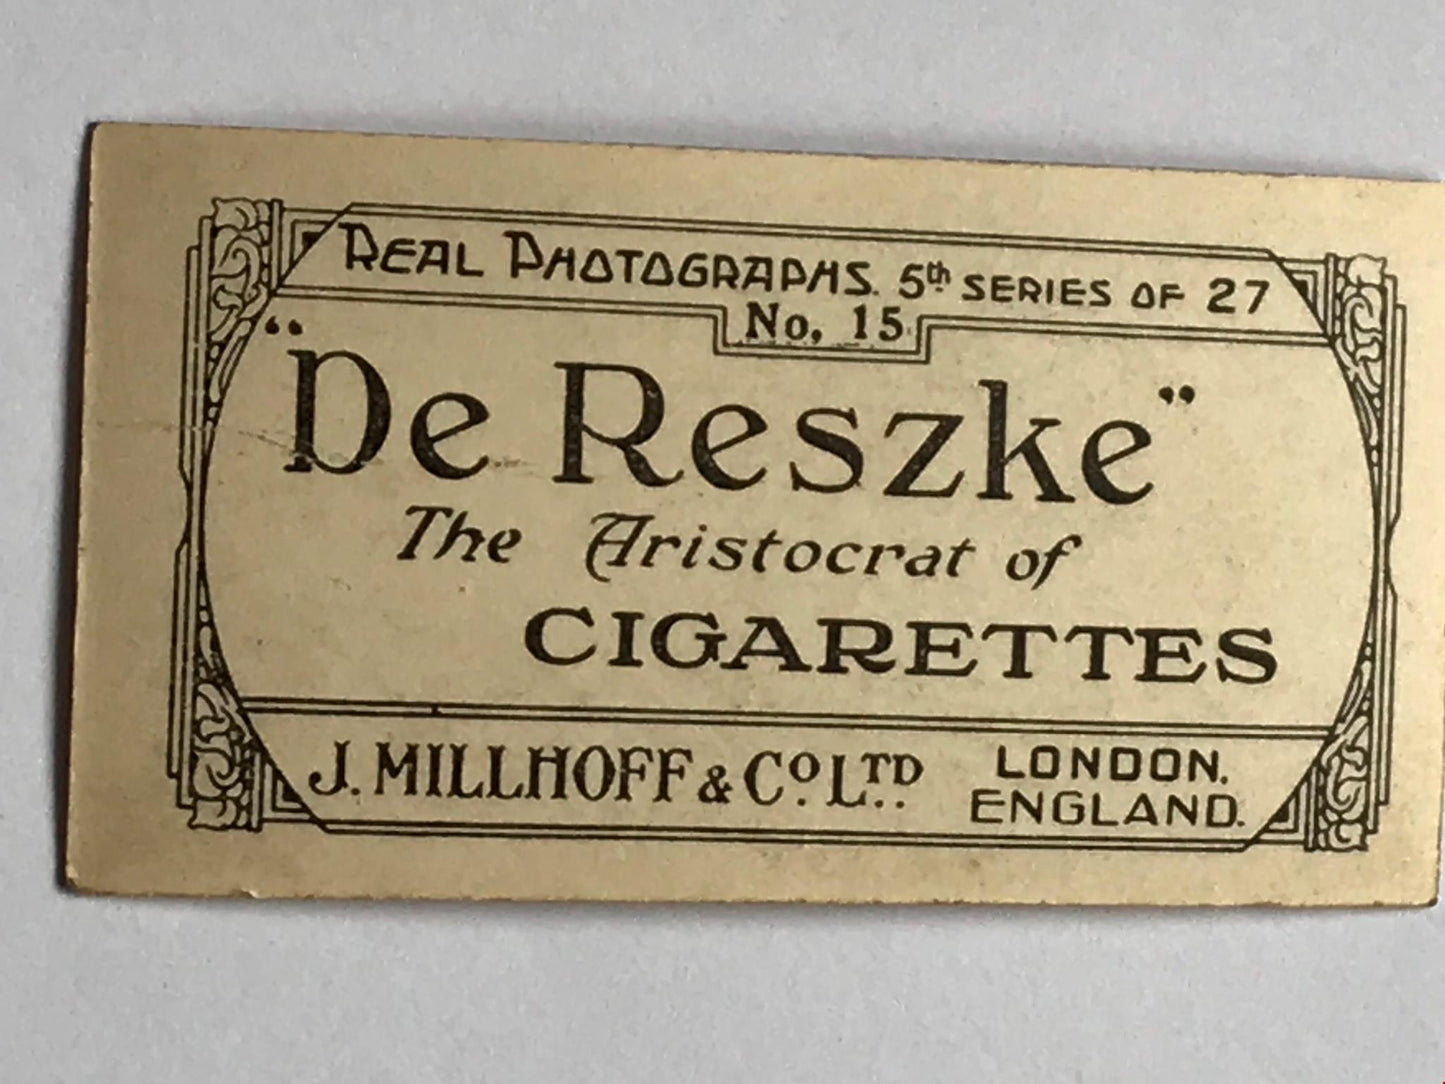 REAL PHOTOGRAPHS. 5th SERIES OF 27
No. 15
"De Reszke"
The Aristocrat of
CIGARETTES
J. MILLHOFF & Co. LTD.. LONDON.
ENGLAND.